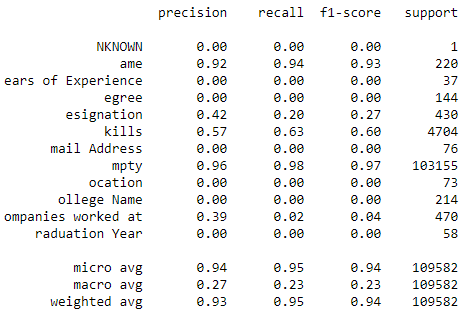 precision recall f1-score support
NKNOWN 0.00 0.00 0.00 1
ame 0.92 0.94 0.93 220
ears of Experience 0.00 0.00 0.00 37
egree 0.00 0.00 0.00 144
esignation 0.42 0.20 0.27 430
kills 0.57 0.63 0.60 4704
mail Address 0.00 0.00 0.00 76
mpty 0.96 0.98 0.97 103155
ocation 0.00 0.00 0.00 73
ollege Name 0.00 0.00 0.00 214
ompanies worked at 0.39 0.02 0.04 470
raduation Year 0.00 0.00 0.00 58
micro avg 0.94 0.95 0.94 109582
macro avg 0.27 0.23 0.23 109582
weighted avg 0.93 0.95 0.94 109582